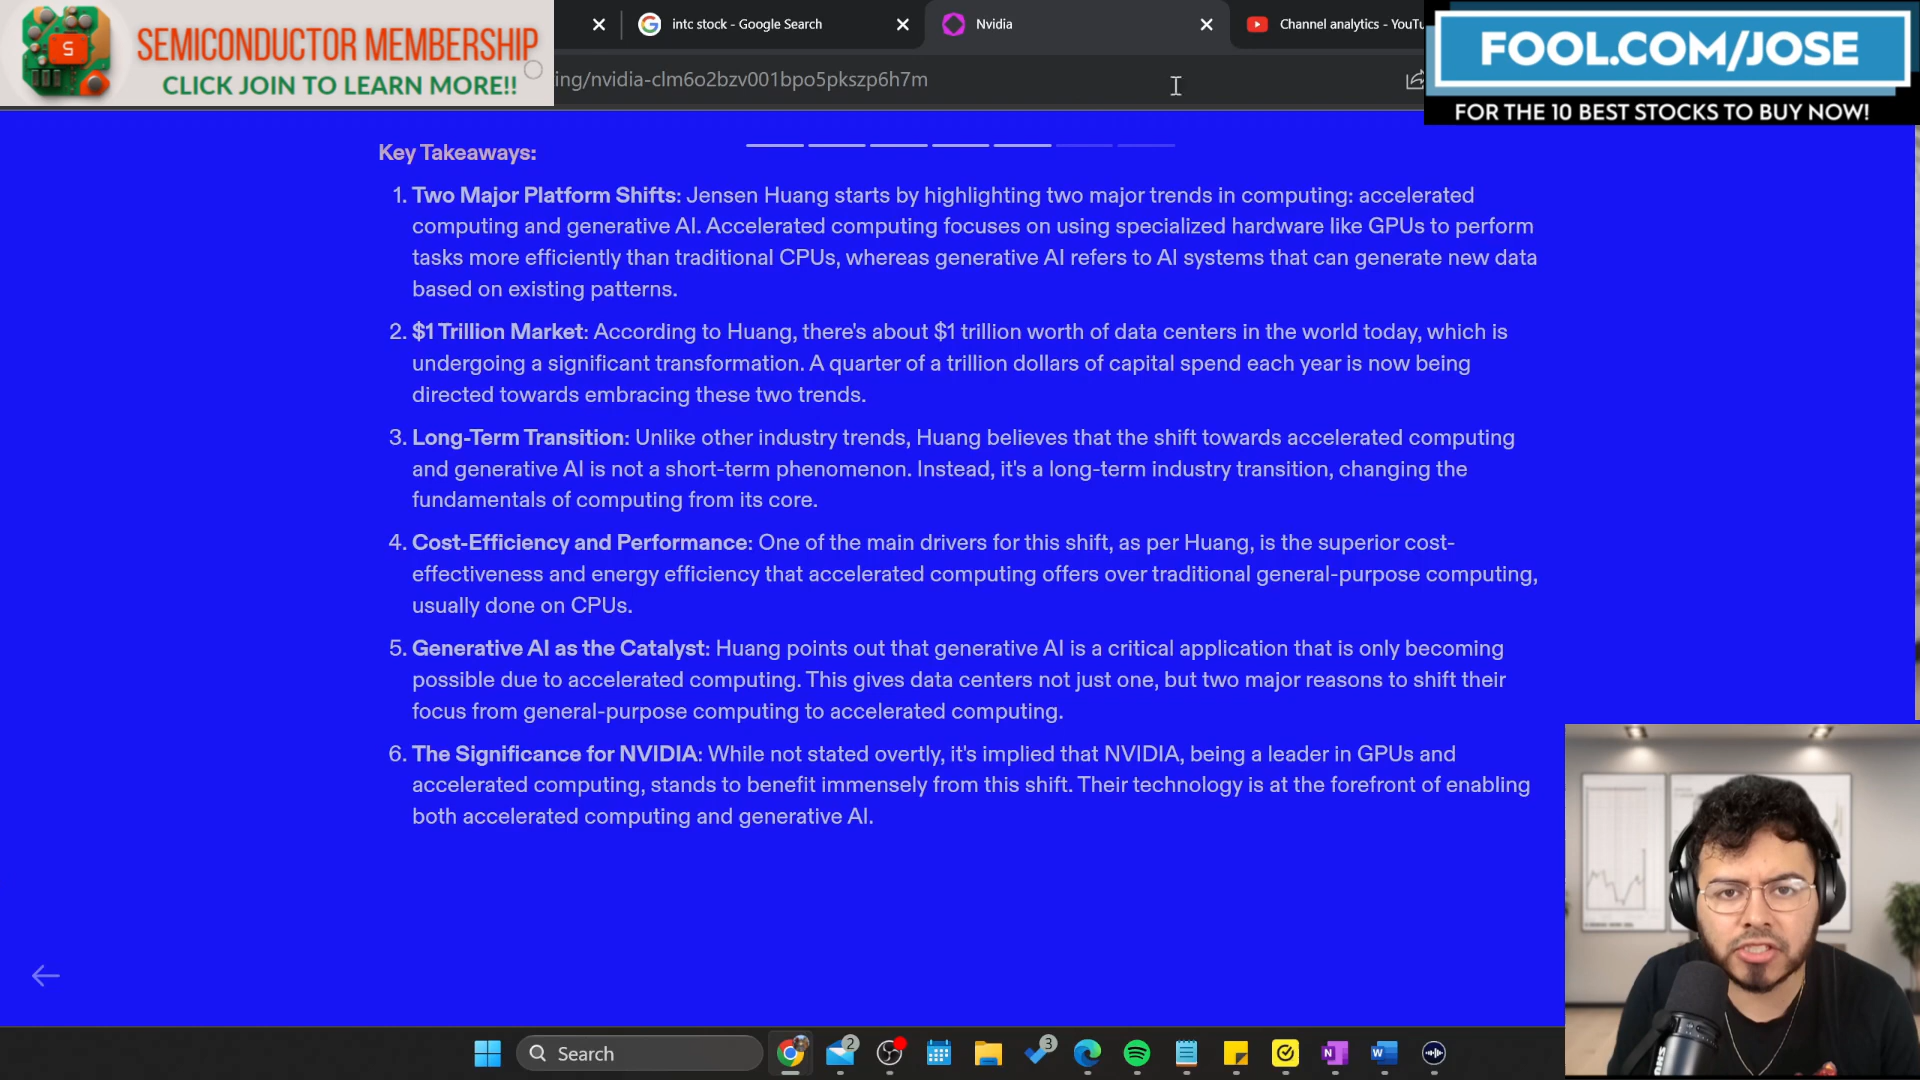 SEMICONDUCTOR MEMBERSHIP
CLICK JOIN TO LEARN MORE!!
S
intc stock - Google Search
Nvidia
Channel analytics - YouTu
ing/nvidia-clm6o2bzv001bpo5pkszp6h7m
FOOL.COM/JOSE
FOR THE 10 BEST STOCKS TO BUY NOW!
Key Takeaways:
1. Two Major Platform Shifts: Jensen Huang starts by highlighting two major trends in computing: accelerated
computing and generative AI. Accelerated computing focuses on using specialized hardware like GPUs to perform
tasks more efficiently than traditional CPUs, whereas generative AI refers to AI systems that can generate new data
based on existing patterns.
2. $1 Trillion Market: According to Huang, there's about $1 trillion worth of data centers in the world today, which is
undergoing a significant transformation. A quarter of a trillion dollars of capital spend each year is now being
directed towards embracing these two trends.
3. Long-Term Transition: Unlike other industry trends, Huang believes that the shift towards accelerated computing
and generative AI is not a short-term phenomenon. Instead, it's a long-term industry transition, changing the
fundamentals of computing from its core.
4. Cost-Efficiency and Performance: One of the main drivers for this shift, as per Huang, is the superior cost-
effectiveness and energy efficiency that accelerated computing offers over traditional general-purpose computing,
usually done on CPUs.
5. Generative AI as the Catalyst: Huang points out that generative AI is a critical application that is only becoming
possible due to accelerated computing. This gives data centers not just one, but two major reasons to shift their
focus from general-purpose computing to accelerated computing.
6. The Significance for NVIDIA: While not stated overtly, it's implied that NVIDIA, being a leader in GPUs and
accelerated computing, stands to benefit immensely from this shift. Their technology is at the forefront of enabling
both accelerated computing and generative AI.
Search
2
3
N
W
SHURE